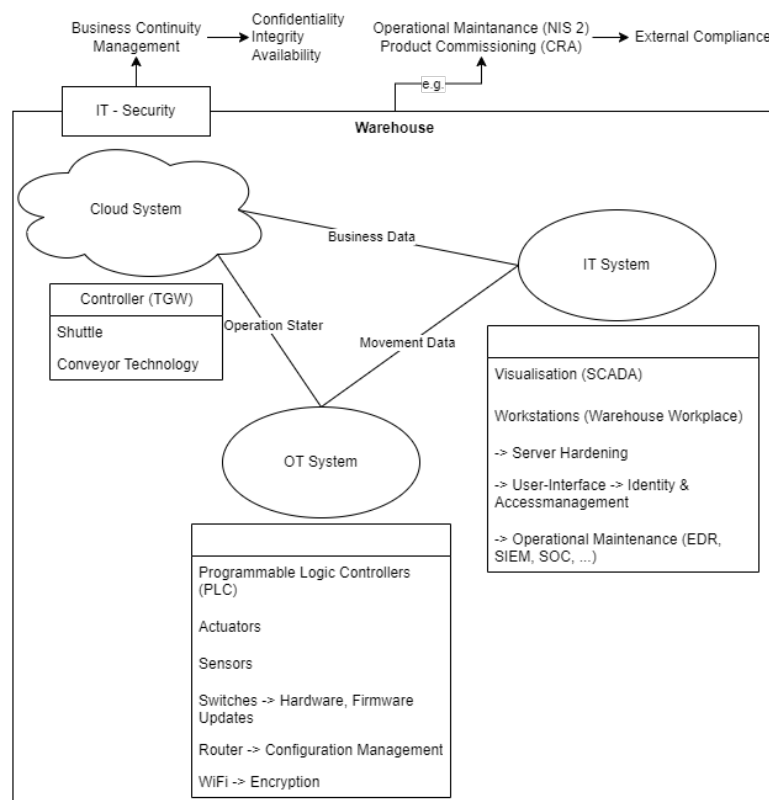 Business Continuity
Management
Confidentiality
Integrity
Availability
Operational Maintanance (NIS 2)
Product Commissioning (CRA)
External Compliance
e.g.
IT - Security
Warehouse
Cloud System
Business Data
IT System
Controller (TGW)
Shuttle
Conveyor Technology
Operation Stater
Movement Data
OT System
Visualisation (SCADA)
Workstations (Warehouse Workplace)
-> Server Hardening
-> User-Interface -> Identity &
Accessmanagement
-> Operational Maintenance (EDR,
SIEM, SOC, ...)
Programmable Logic Controllers
(PLC)
Actuators
Sensors
Switches -> Hardware, Firmware
Updates
Router -> Configuration Management
WiFi -> Encryption